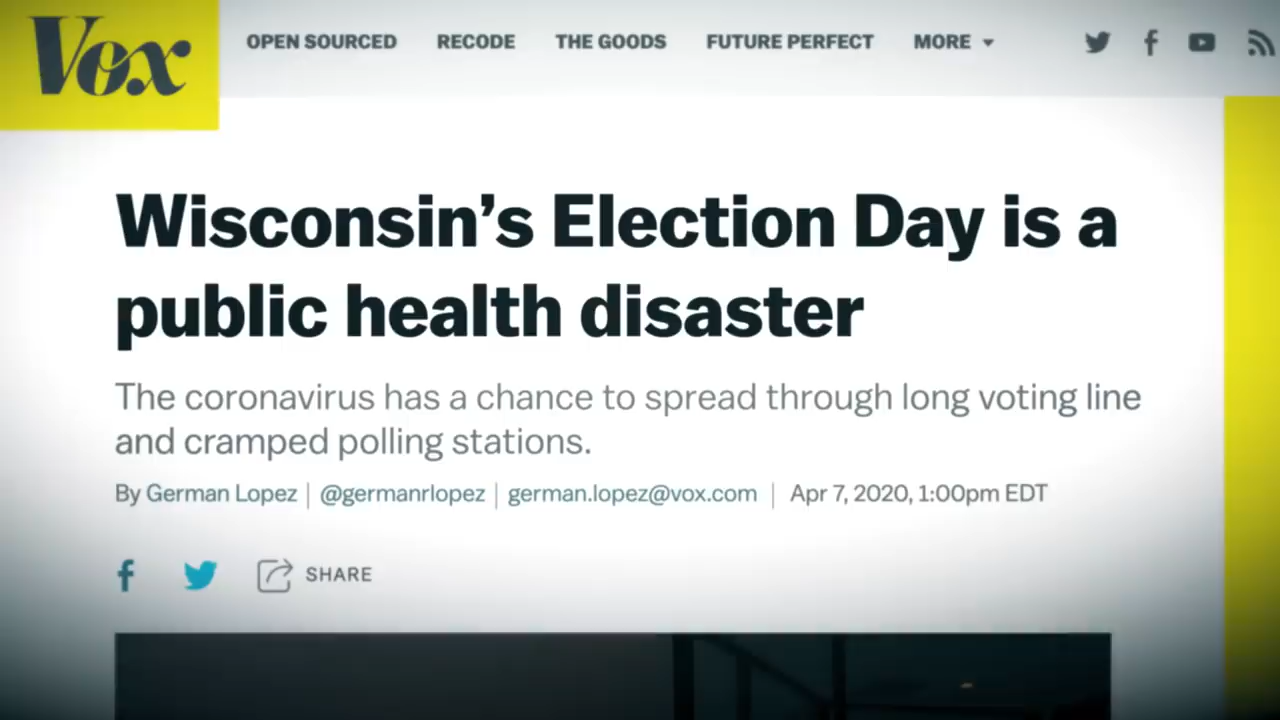 Vox
OPEN SOURCED RECODE THE GOODS FUTURE PERFECT MORE
Wisconsin's Election Day is a
public health disaster
The coronavirus has a chance to spread through long voting line
and cramped polling stations.
By German Lopez | @germanrlopez | german.lopez@vox.com | Apr 7, 2020, 1:00pm EDT
SHARE